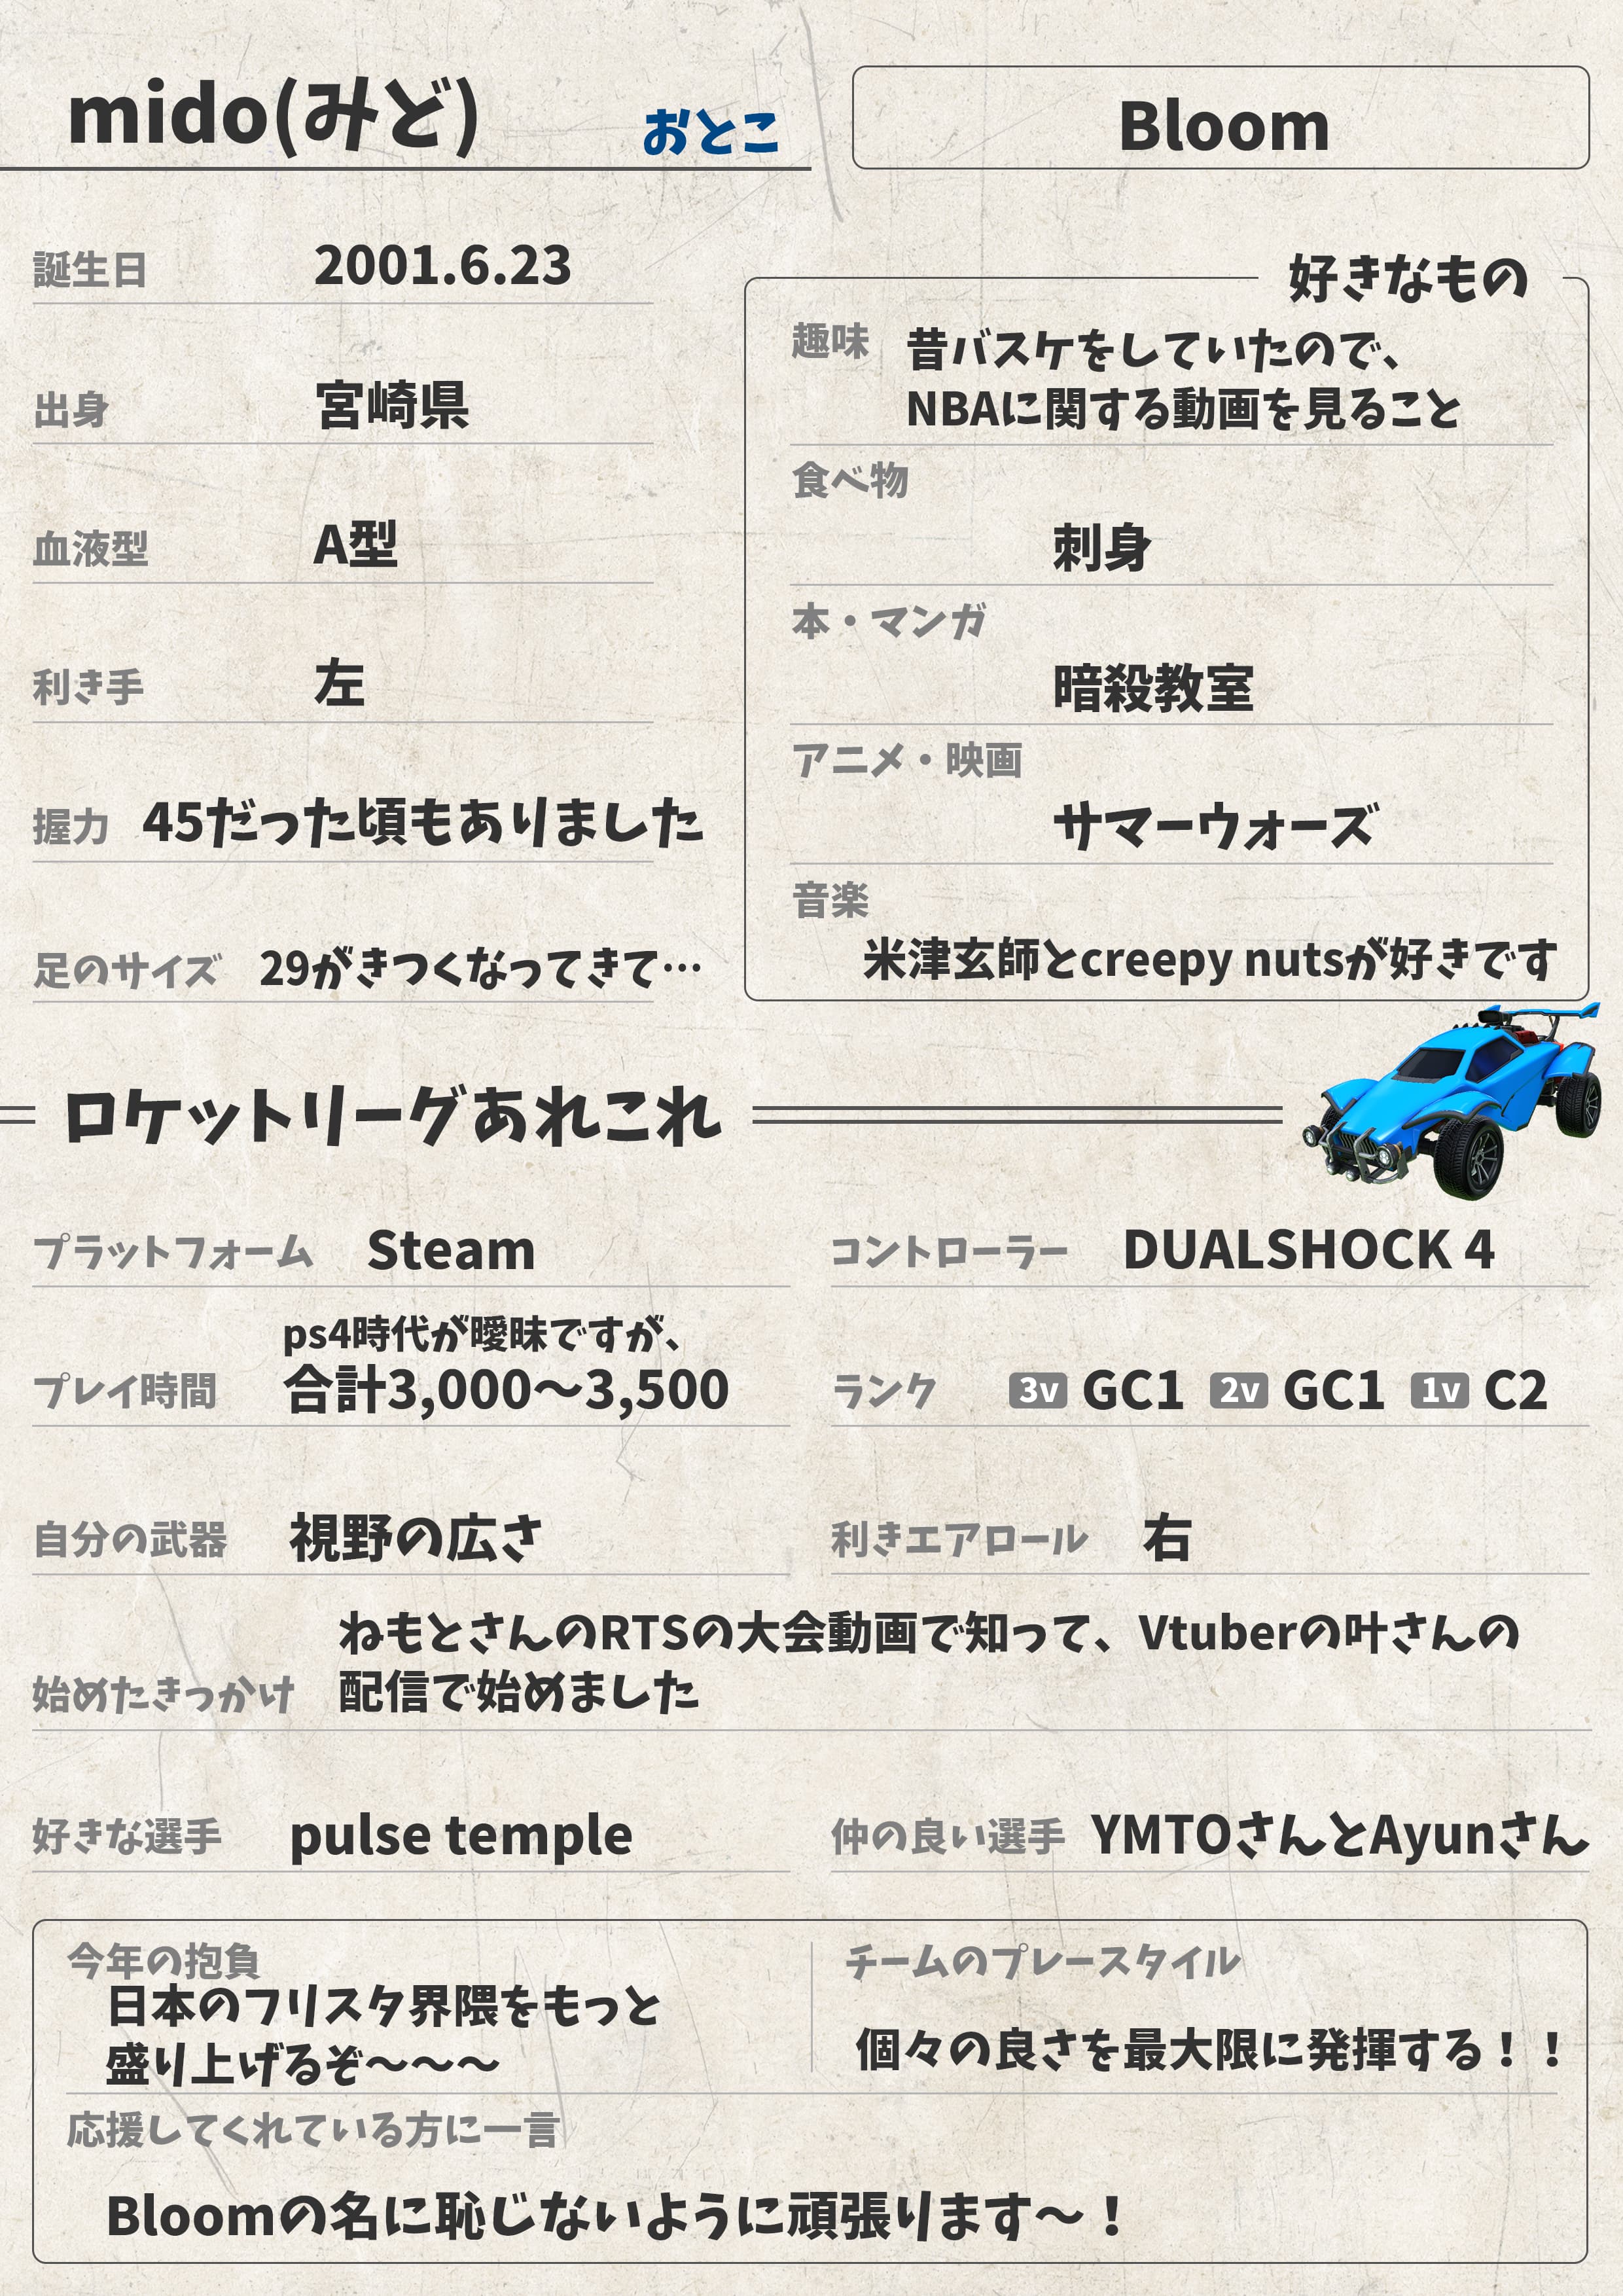 mido(みど)
おとこ
Bloom
誕生日 2001.6.23
出身 宮崎県
血液型 A型
利き手 左
握力 45だった頃もありました
足のサイズ 29がきつくなってきて…
好きなもの
趣味 昔バスケをしていたので、
NBAに関する動画を見ること
食べ物
刺身
本・マンガ
暗殺教室
アニメ・映画
サマーウォーズ
音楽
米津玄師とcreepy nutsが好きです
ロケットリーグあれこれ
プラットフォーム Steam
コントローラー DUALSHOCK 4
ps4時代が曖昧ですが、
プレイ時間 合計3,000～3,500
ランク 3v GC1 2v GC1 1v C2
自分の武器 視野の広さ
利きエアロール 右
ねもとさんのRTSの大会動画で知って、Vtuberの叶さんの
始めたきっかけ 配信で始めました
好きな選手 pulse temple
仲の良い選手 YMTOさんとAyunさん
今年の抱負
日本のフリスタ界隈をもっと
盛り上げるぞ～～～
チームのプレースタイル
個々の良さを最大限に発揮する！！
応援してくれている方に一言
Bloomの名に恥じないように頑張ります～！